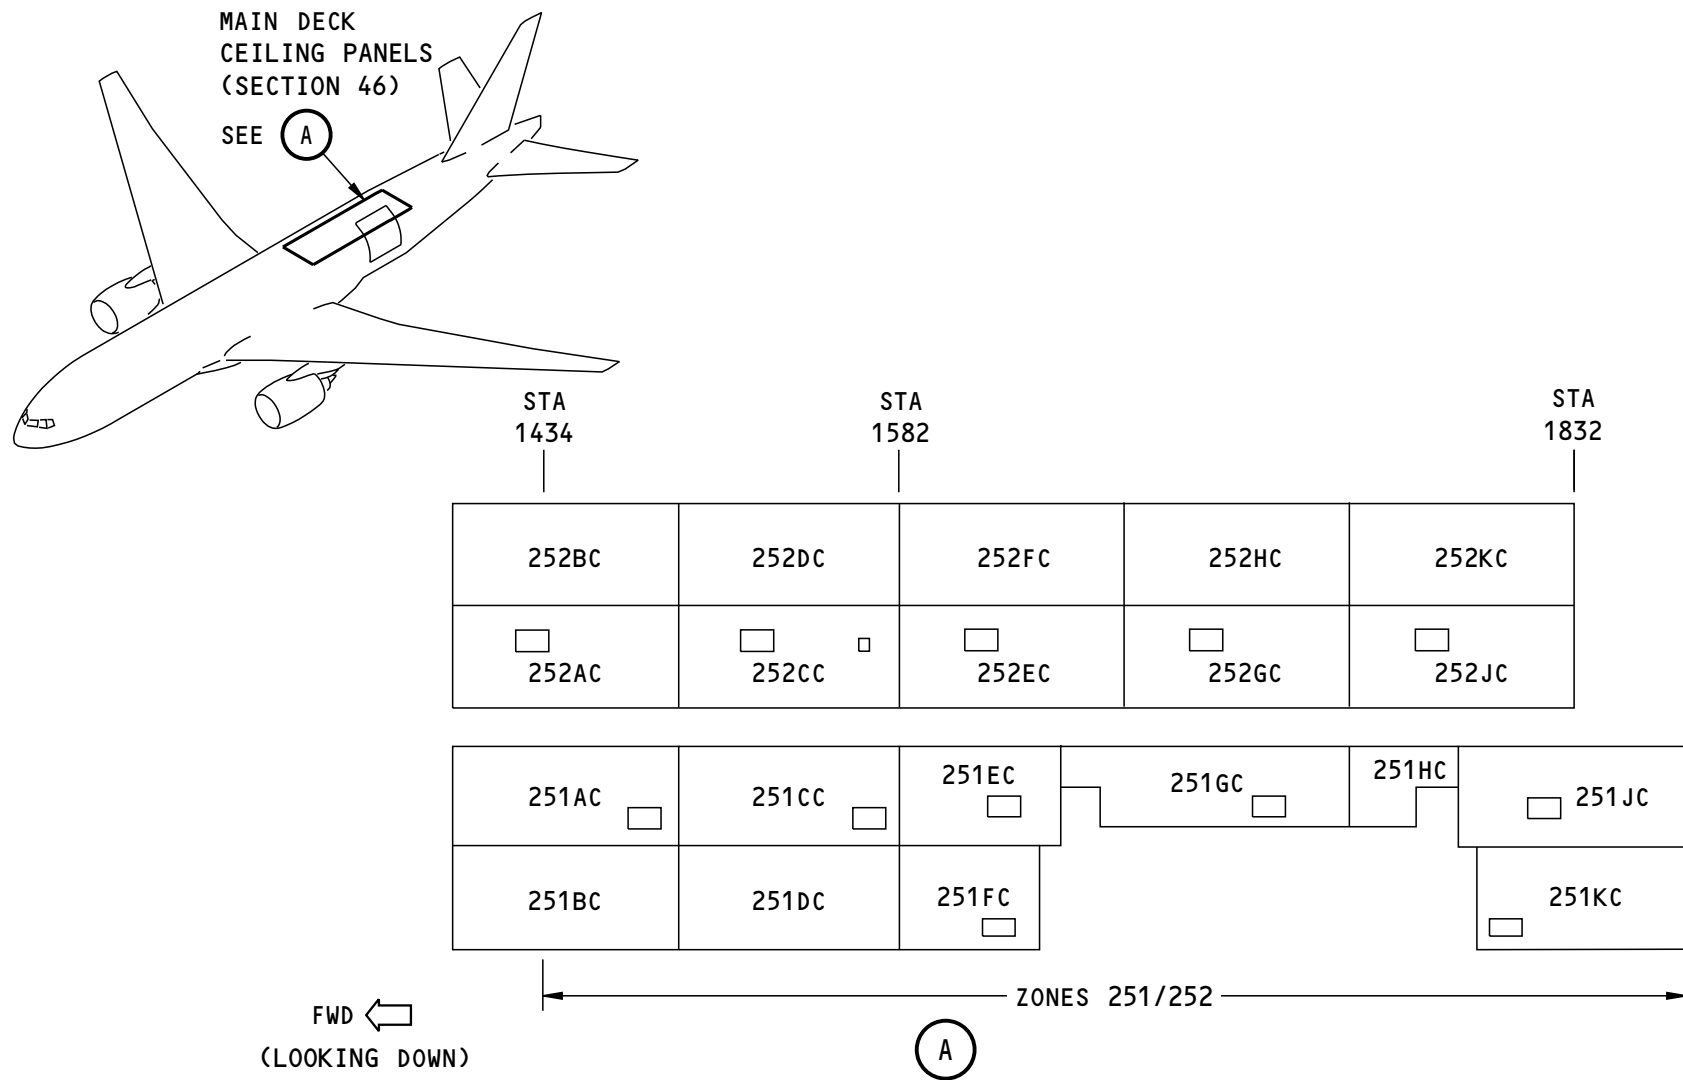 MAIN DECK
CEILING PANELS
(SECTION 46)
SEE A
STA
1434
STA
1582
STA
1832
252BC 252DC 252FC 252HC 252KC
252AC 252CC 252EC 252GC 252JC
251AC 251CC 251EC 251GC 251HC 251JC
251BC 251DC 251FC 251KC
ZONES 251/252
FWD
(LOOKING DOWN)
A